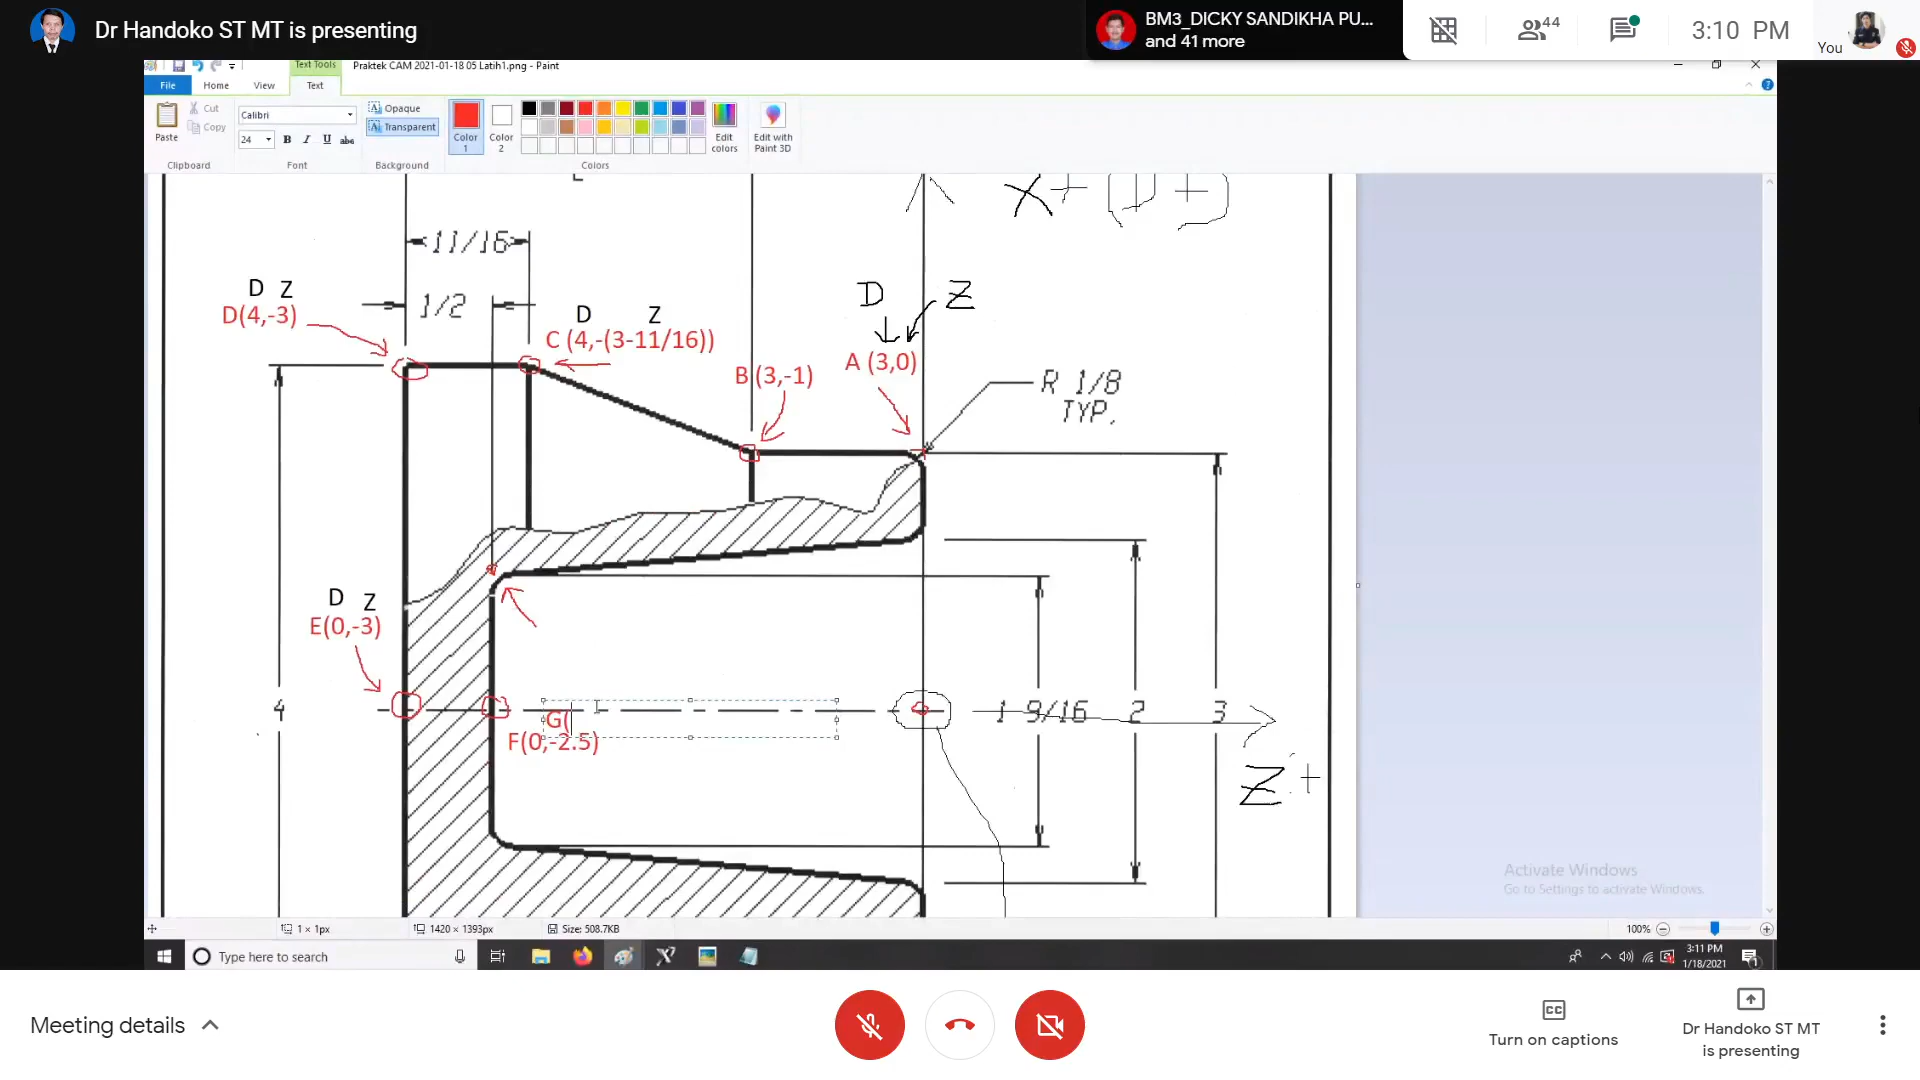 Dr Handoko ST MT is presenting
BM3_DICKY SANDIKHA PU...
and 41 more
44
3:10 PM
You
Text Tools
Praktek CAM 2021-01-18 05 Latih1.png - Paint
File
Home
View
Text
Paste
Cut
Copy
Clipboard
Calibri
24
B I U abc
Font
Opaque
Transparent
Background
Color
1
Color
2
Colors
Edit
colors
Edit with
Paint 3D
X+ D+
11/16
1/2
D Z
D(4,-3)
D Z
C (4,-(3-11/16))
B (3,-1)
D Z
A (3,0)
R 1/8
TYP.
D Z
E(0,-3)
4
G(
F(0,-2.5)
1 9/16
2
3
Z+
Activate Windows
Go to Settings to activate Windows.
1 × 1px
1420 × 1393px
Size: 508.7KB
100%
Type here to search
3:11 PM
1/18/2021
1
Meeting details
CC
Turn on captions
Dr Handoko ST MT
is presenting